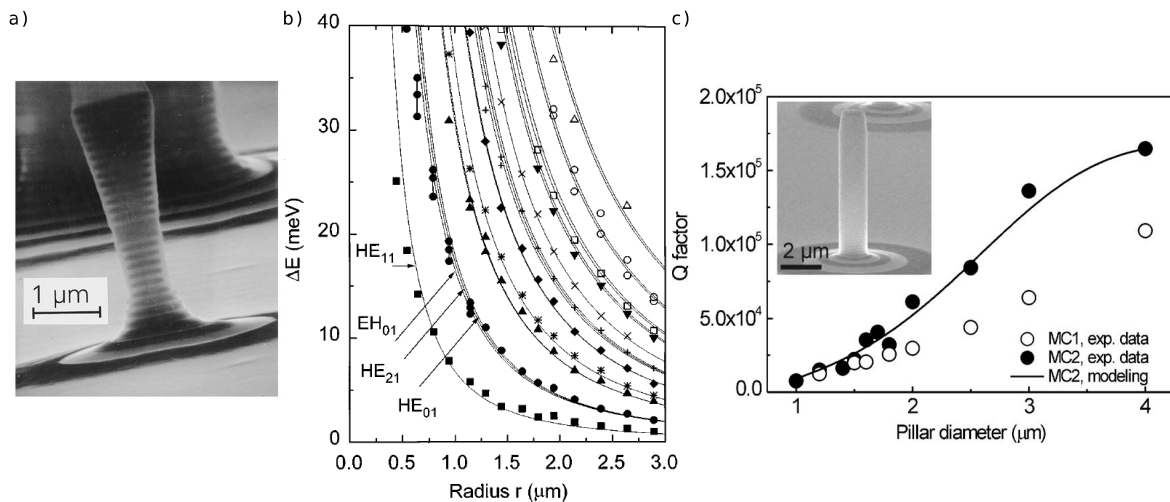 a)
1 µm
b)
40
30
20
10
0
ΔE (meV)
HE11
EH01
HE21
HE01
0.0 0.5 1.0 1.5 2.0 2.5 3.0
Radius r (µm)
c)
2.0x10^5
1.5x10^5
1.0x10^5
5.0x10^4
0.0
Q factor
2 µm
MC1, exp. data
MC2, exp. data
MC2, modeling
1 2 3 4
Pillar diameter (µm)